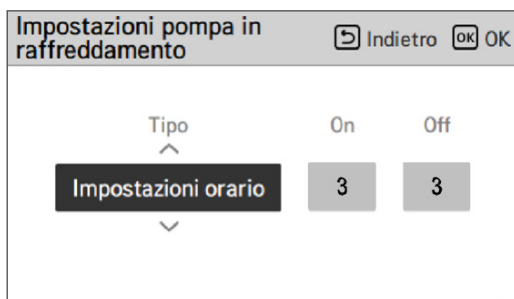 Impostazioni pompa in
raffreddamento
Indietro OK OK
Tipo On Off
Impostazioni orario 3 3